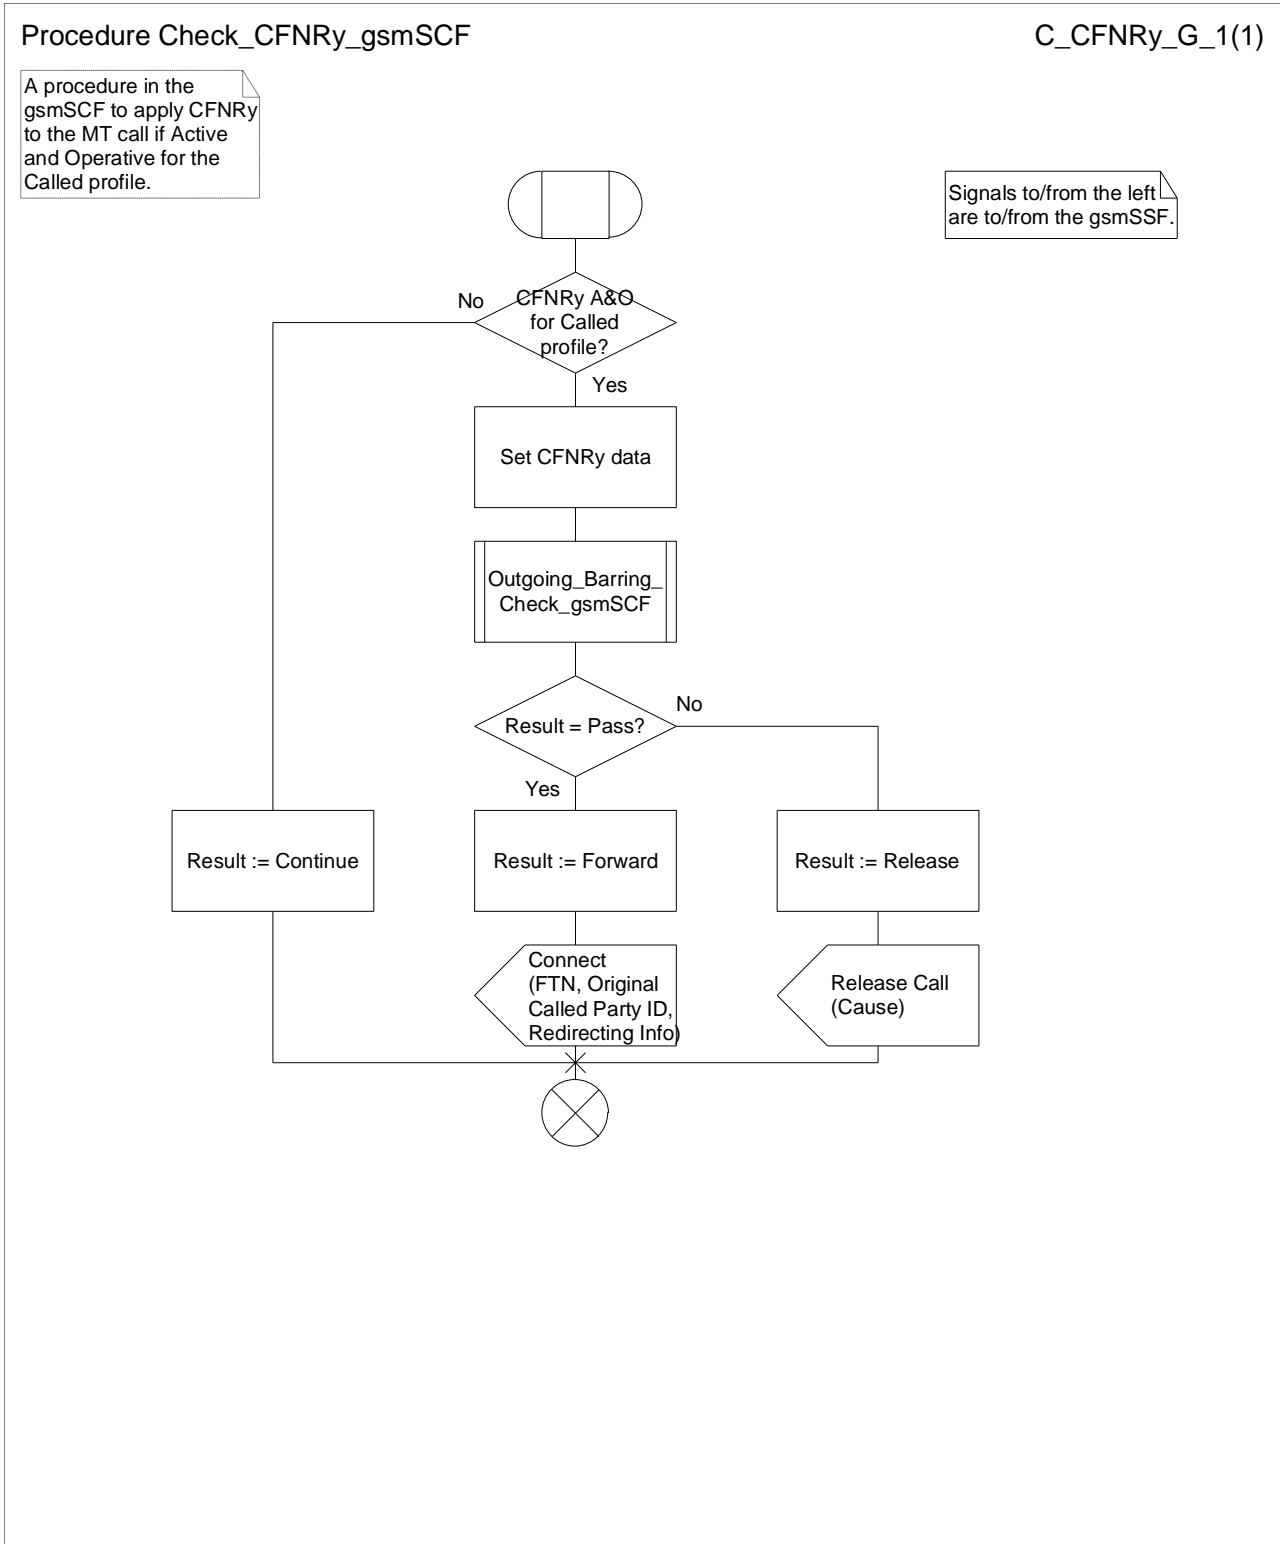 Procedure Check_CFNRy_gsmSCF
C_CFNRy_G_1(1)
A procedure in the
gsmSCF to apply CFNRy
to the MT call if Active
and Operative for the
Called profile.
Signals to/from the left
are to/from the gsmSSF.
No
CFNRy A&O
for Called
profile?
Yes
Set CFNRy data
Outgoing_Barring_
Check_gsmSCF
Result = Pass?
No
Yes
Result := Continue
Result := Forward
Result := Release
Connect
(FTN, Original
Called Party ID,
Redirecting Info)
Release Call
(Cause)